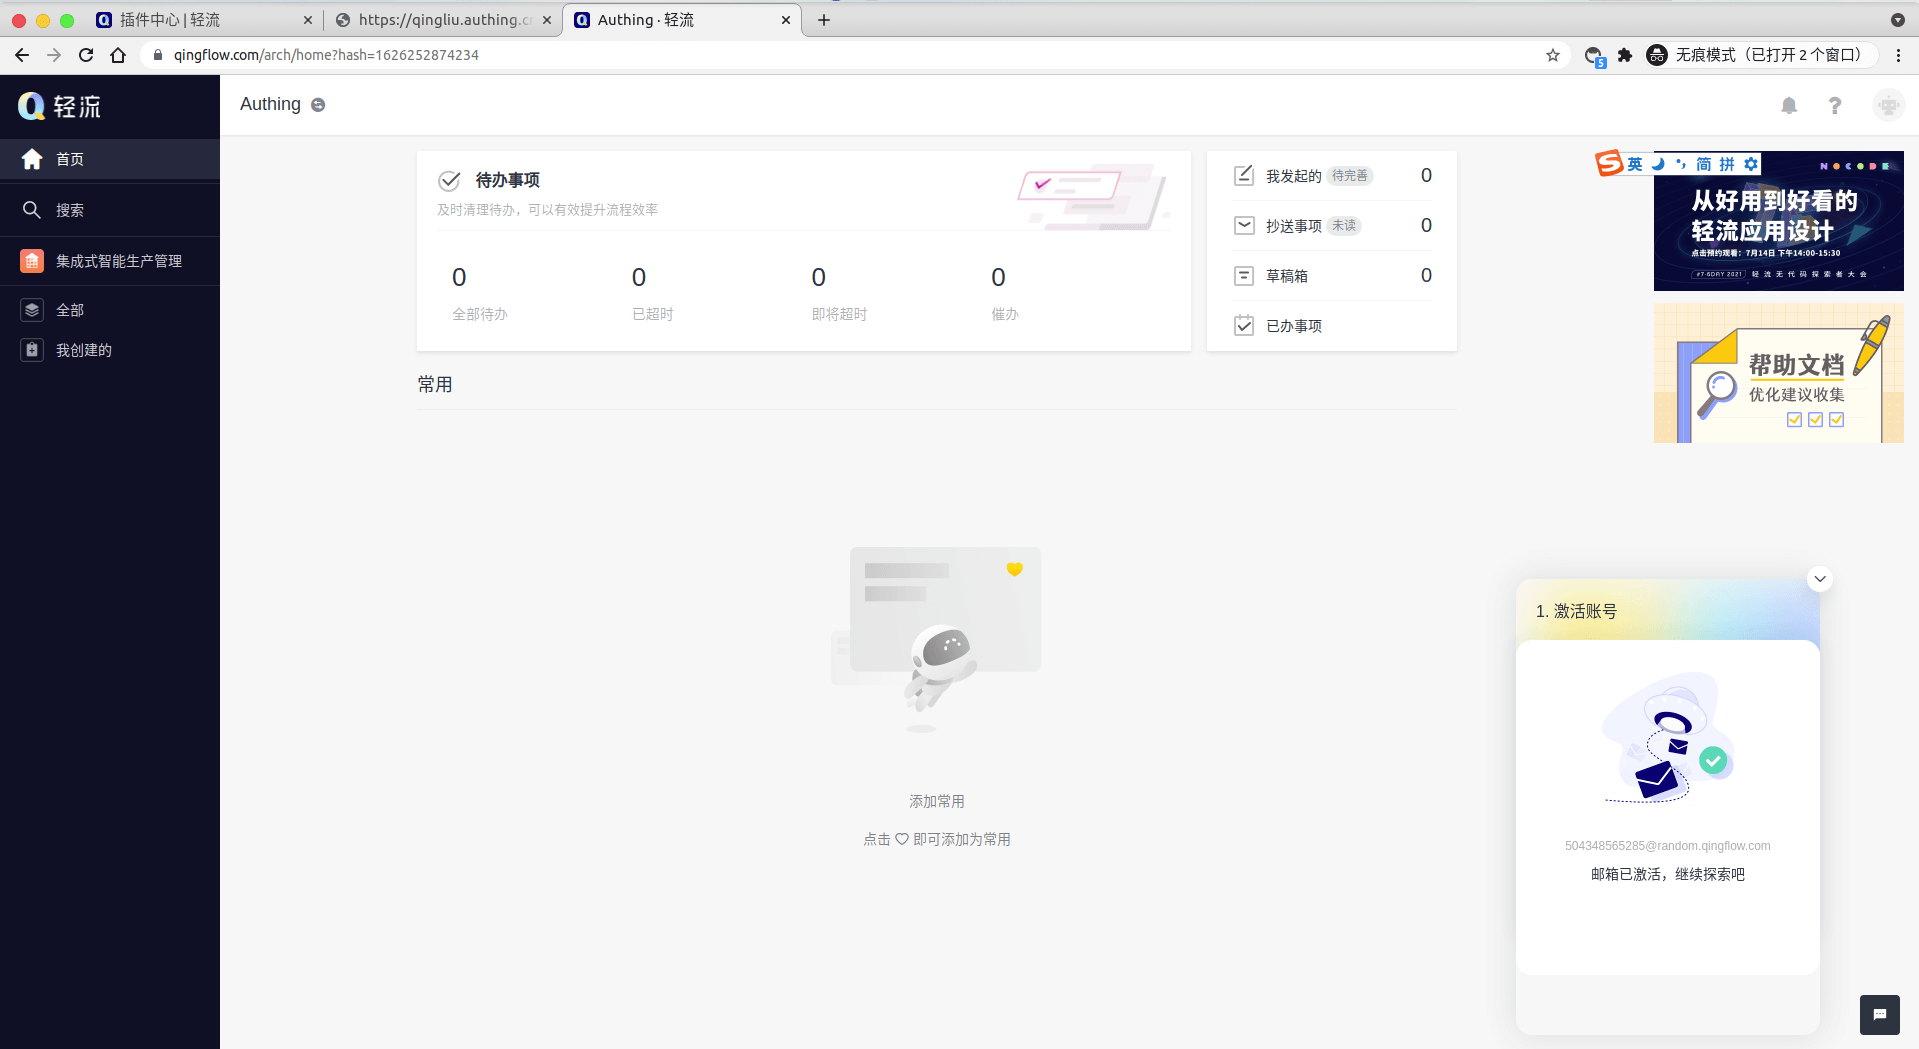 插件中心 | 轻流
https://qingliu.authing.c
Authing · 轻流
qingflow.com/arch/home?hash=1626252874234
5
无痕模式（已打开 2 个窗口）
轻流
Authing
首页
搜索
集成式智能生产管理
全部
我创建的
待办事项
及时清理待办，可以有效提升流程效率
0
全部待办
0
已超时
0
即将超时
0
催办
我发起的 待完善 0
抄送事项 未读 0
草稿箱 0
已办事项
常用
添加常用
点击 即可添加为常用
英 简 拼
NOCODE
从好用到好看的
轻流应用设计
点击预约观看：7月14日 下午14:00-15:30
#7·6DAY 2021 轻流无代码探索者大会
帮助文档
优化建议收集
1. 激活账号
504348565285@random.qingflow.com
邮箱已激活，继续探索吧